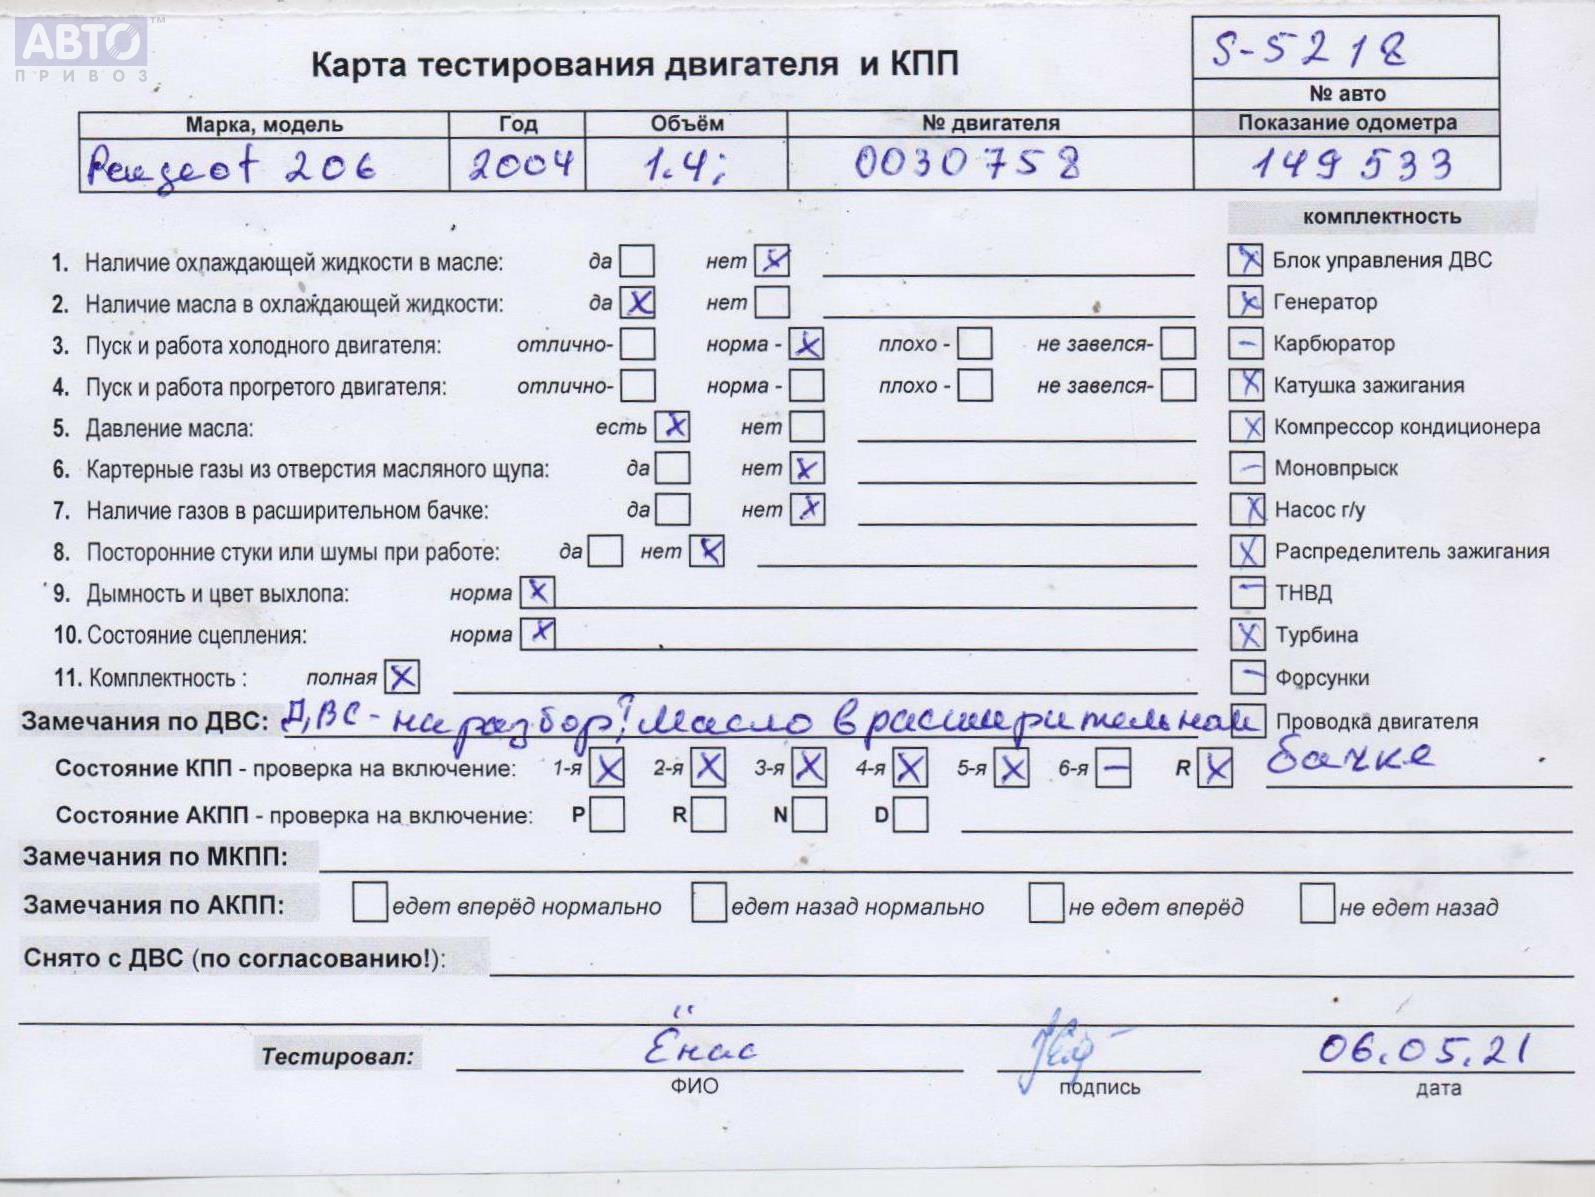 АВТО™
ПРИВОЗ
S-5218
Карта тестирования двигателя и КПП
№ авто
Марка, модель Год Объём № двигателя Показание одометра
Peugeot 206 2004 1.4; 0030758 149533
комплектность
1. Наличие охлаждающей жидкости в масле: да нет X
X Блок управления ДВС
2. Наличие масла в охлаждающей жидкости: да X нет
X Генератор
3. Пуск и работа холодного двигателя: отлично- норма - X плохо - не завелся-
– Карбюратор
4. Пуск и работа прогретого двигателя: отлично- норма - плохо - не завелся-
X Катушка зажигания
5. Давление масла: есть X нет
X Компрессор кондиционера
6. Картерные газы из отверстия масляного щупа: да нет X
– Моновпрыск
7. Наличие газов в расширительном бачке: да нет X
X Насос г/у
8. Посторонние стуки или шумы при работе: да нет X
X Распределитель зажигания
9. Дымность и цвет выхлопа: норма X
– ТНВД
10. Состояние сцепления: норма X
X Турбина
11. Комплектность : полная X
– Форсунки
Замечания по ДВС: ДВС - на разбор! Масло в расширительном
Проводка двигателя
бачке
Состояние КПП - проверка на включение: 1-я X 2-я X 3-я X 4-я X 5-я X 6-я – R X
Состояние АКПП - проверка на включение: P R N D
Замечания по МКПП:
Замечания по АКПП: едет вперёд нормально едет назад нормально не едет вперёд не едет назад
Снято с ДВС (по согласованию!):
Тестировал: Ёнас 06.05.21
ФИО подпись дата